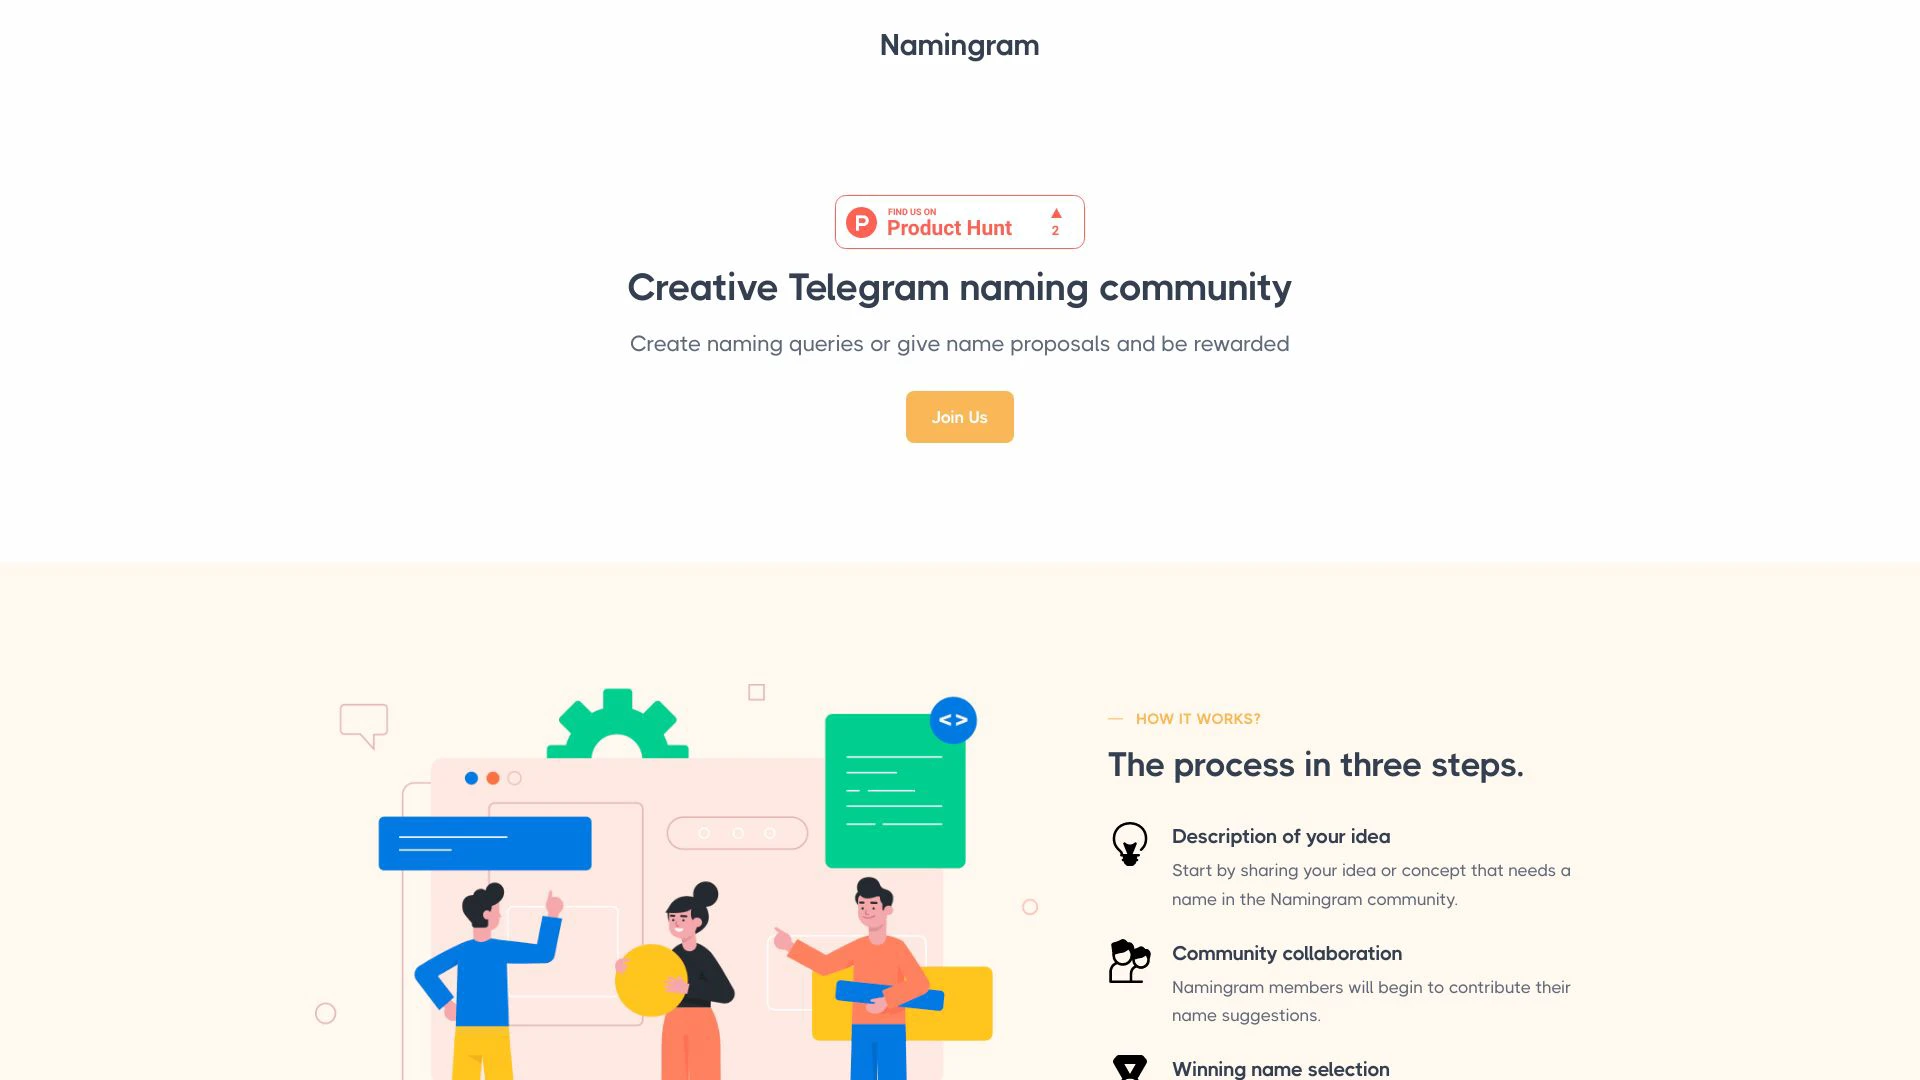 Namingram
FIND US ON
Product Hunt
2
Creative Telegram naming community
Create naming queries or give name proposals and be rewarded
Join Us
<>
HOW IT WORKS?
The process in three steps.
Description of your idea
Start by sharing your idea or concept that needs a
name in the Namingram community.
Community collaboration
Namingram members will begin to contribute their
name suggestions.
Winning name selection